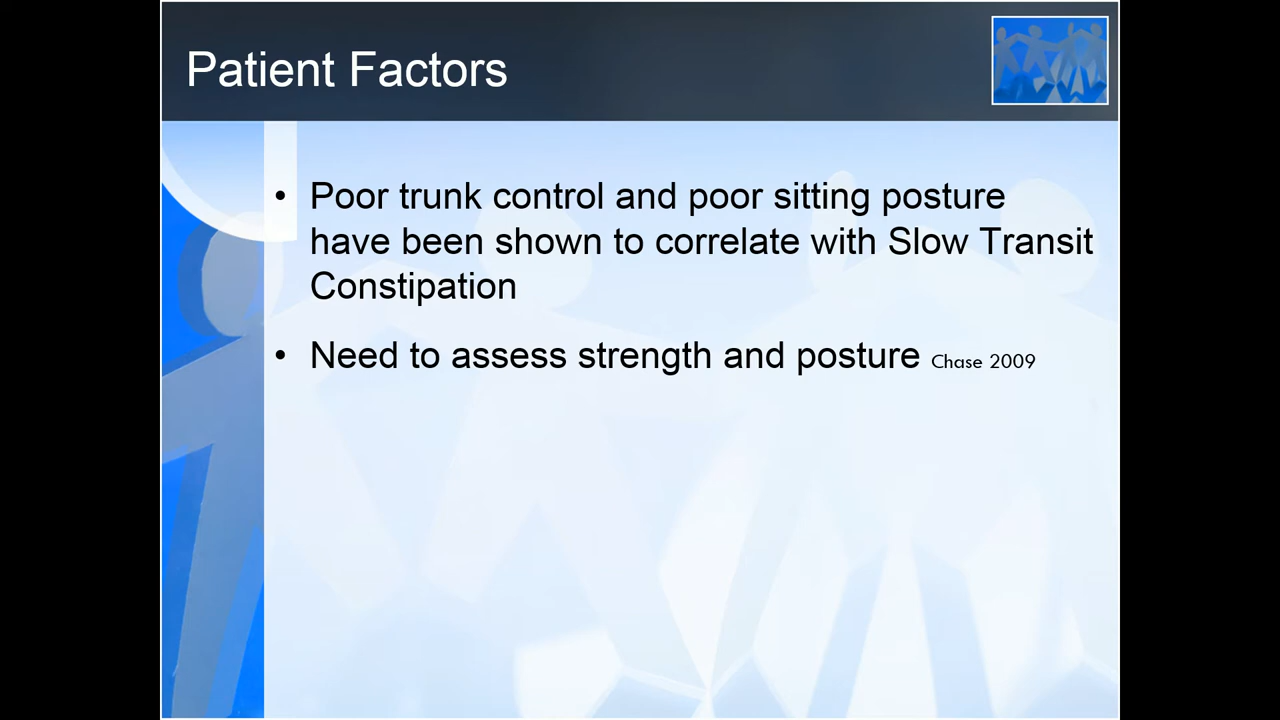 Patient Factors
• Poor trunk control and poor sitting posture
have been shown to correlate with Slow Transit
Constipation
• Need to assess strength and posture Chase 2009